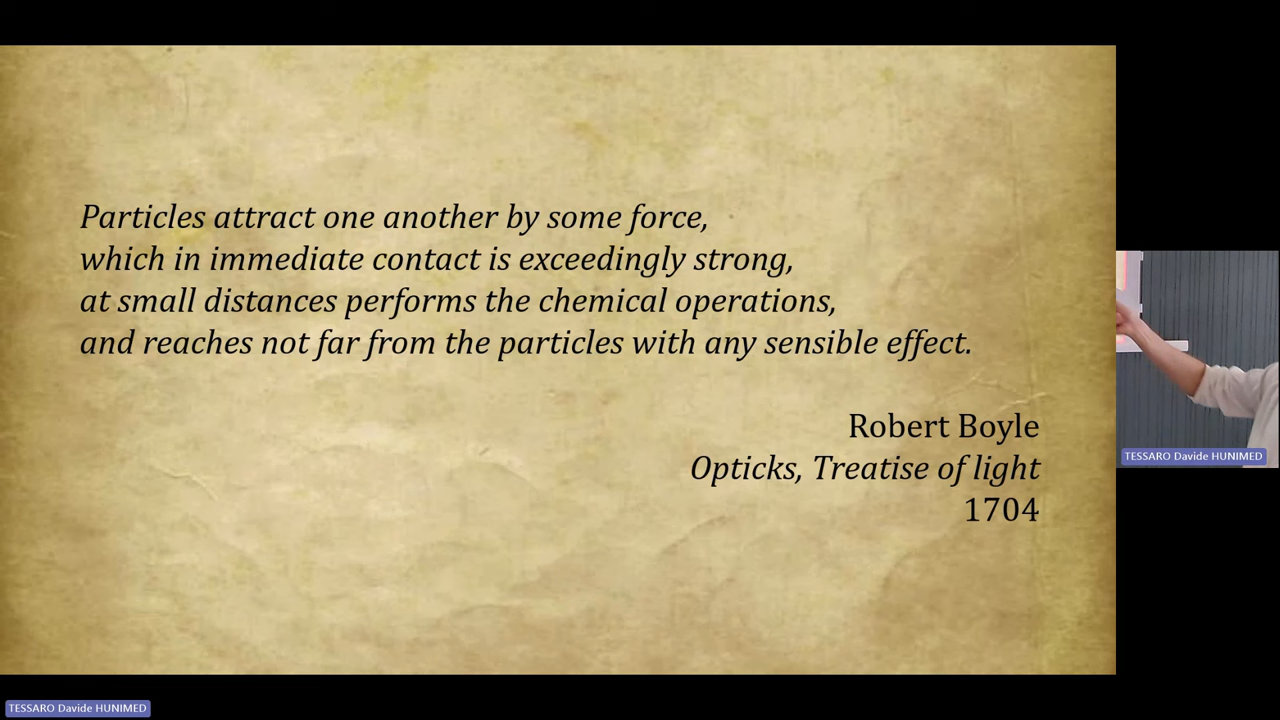 Particles attract one another by some force,
which in immediate contact is exceedingly strong,
at small distances performs the chemical operations,
and reaches not far from the particles with any sensible effect.
Robert Boyle
Opticks, Treatise of light
1704
TESSARO Davide HUNIMED
TESSARO Davide HUNIMED